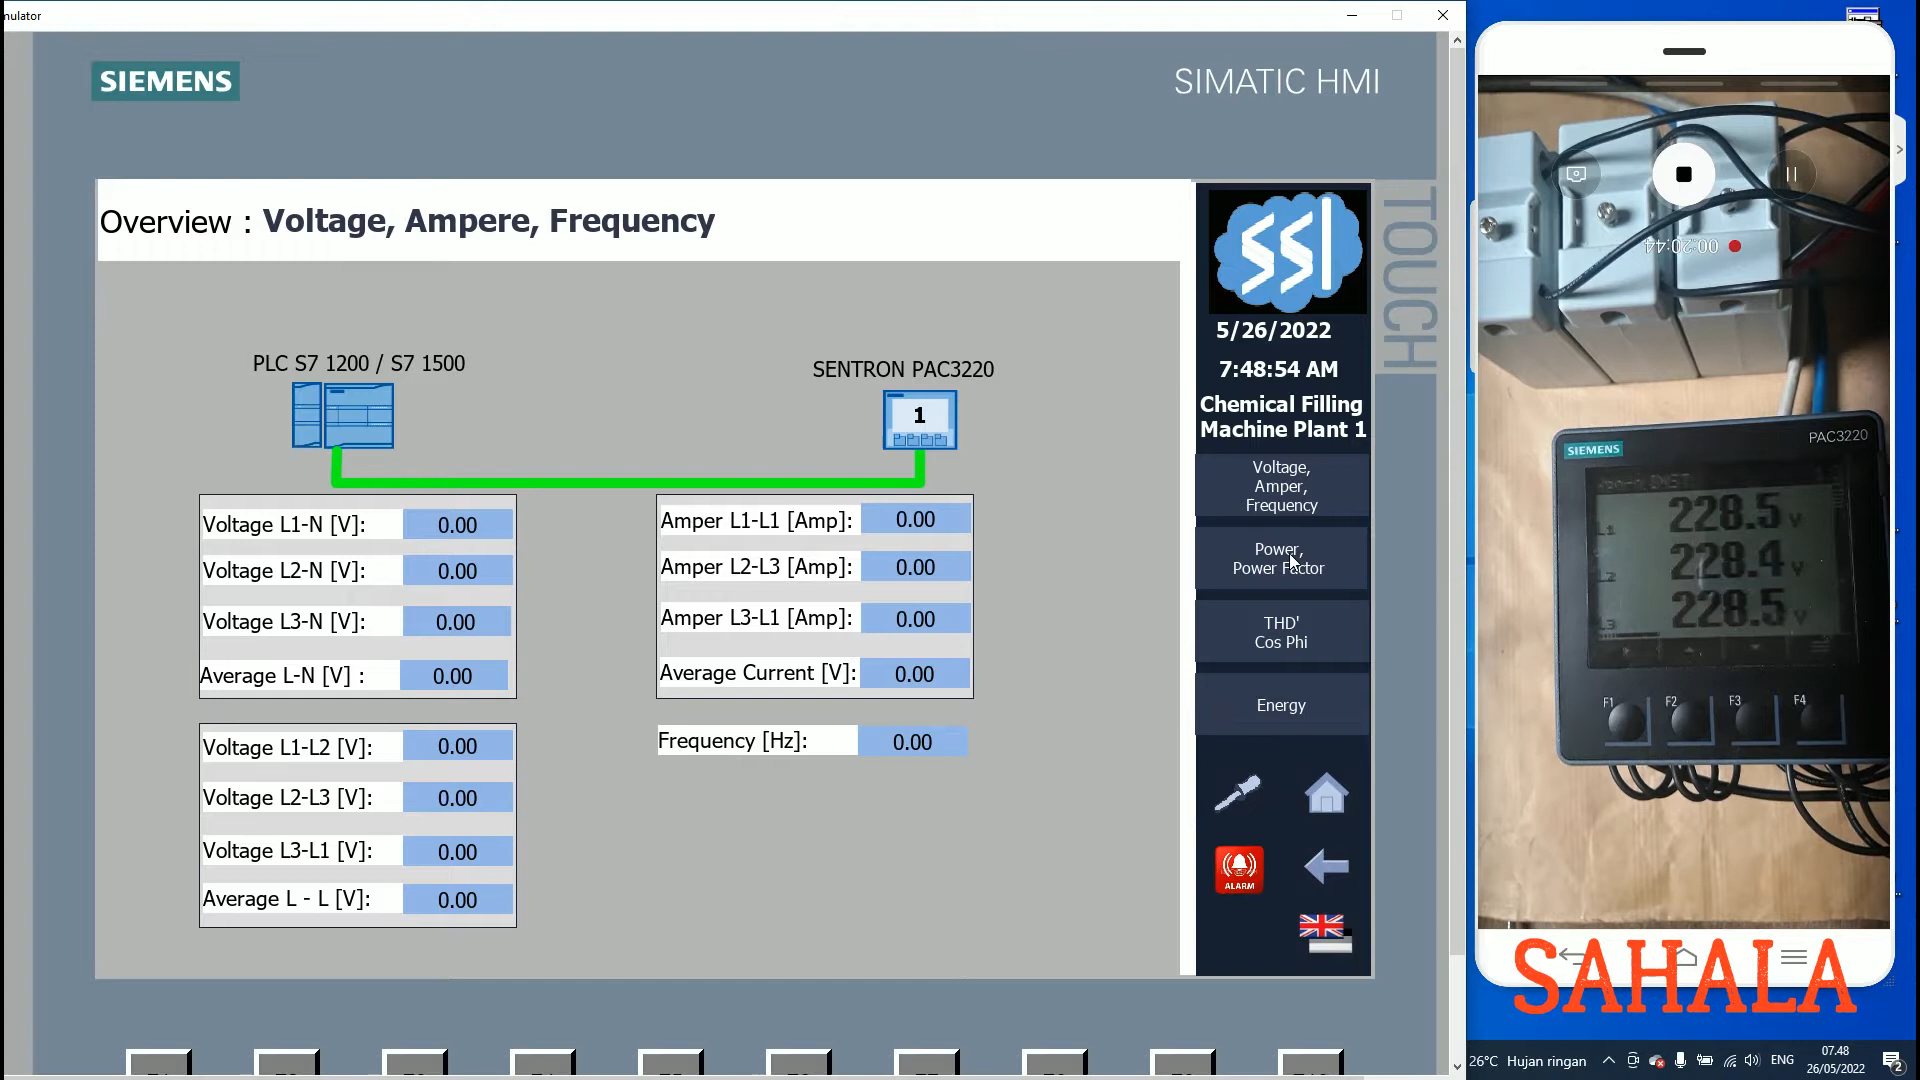 mulator
SIEMENS
SIMATIC HMI
TOUCH
Overview : Voltage, Ampere, Frequency
SSI
5/26/2022
7:48:54 AM
Chemical Filling
Machine Plant 1
Voltage,
Amper,
Frequency
Power,
Power Factor
THD'
Cos Phi
Energy
ALARM
PLC S7 1200 / S7 1500
SENTRON PAC3220
1
Voltage L1-N [V]: 0.00
Voltage L2-N [V]: 0.00
Voltage L3-N [V]: 0.00
Average L-N [V] : 0.00
Voltage L1-L2 [V]: 0.00
Voltage L2-L3 [V]: 0.00
Voltage L3-L1 [V]: 0.00
Average L - L [V]: 0.00
Amper L1-L1 [Amp]: 0.00
Amper L2-L3 [Amp]: 0.00
Amper L3-L1 [Amp]: 0.00
Average Current [V]: 0.00
Frequency [Hz]: 0.00
00:20:44
SIEMENS
PAC3220
L1 228.5 V
L2 228.4 V
L3 228.5 V
F1 F2 F3 F4
SAHALA
26°C Hujan ringan
ENG
07.48
26/05/2022
2